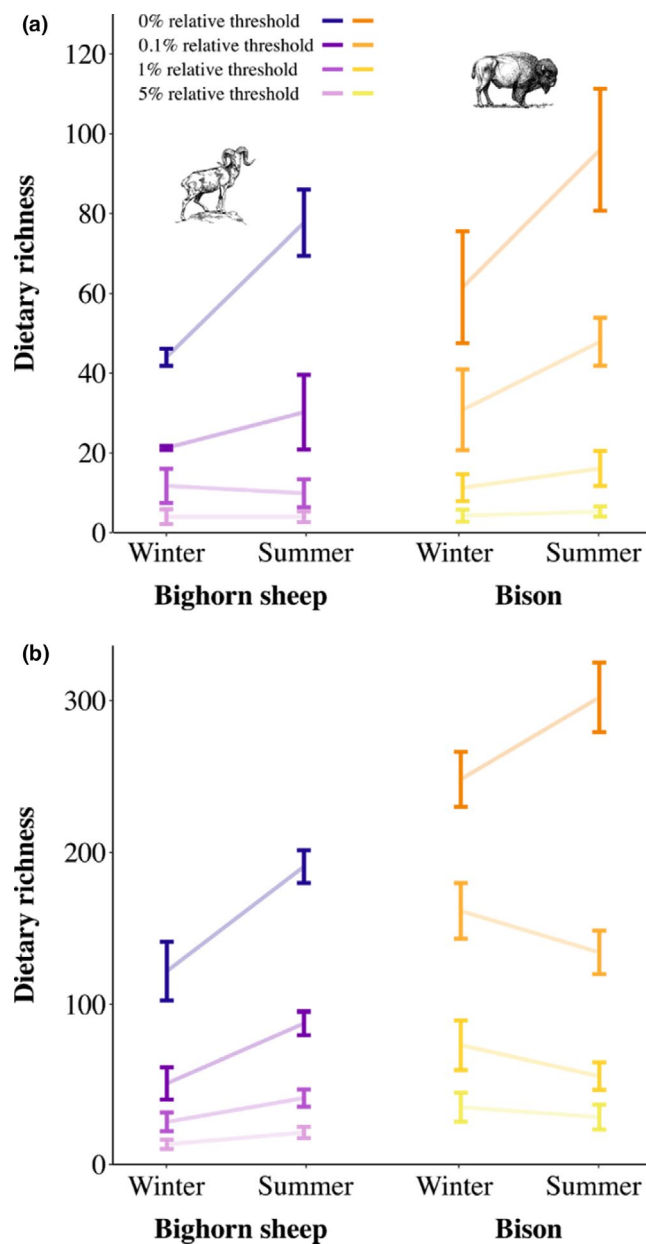 (a)
0% relative threshold
0.1% relative threshold
1% relative threshold
5% relative threshold
Dietary richness
120
100
80
60
40
20
0
Winter Summer Winter Summer
Bighorn sheep Bison
(b)
Dietary richness
300
200
100
0
Winter Summer Winter Summer
Bighorn sheep Bison